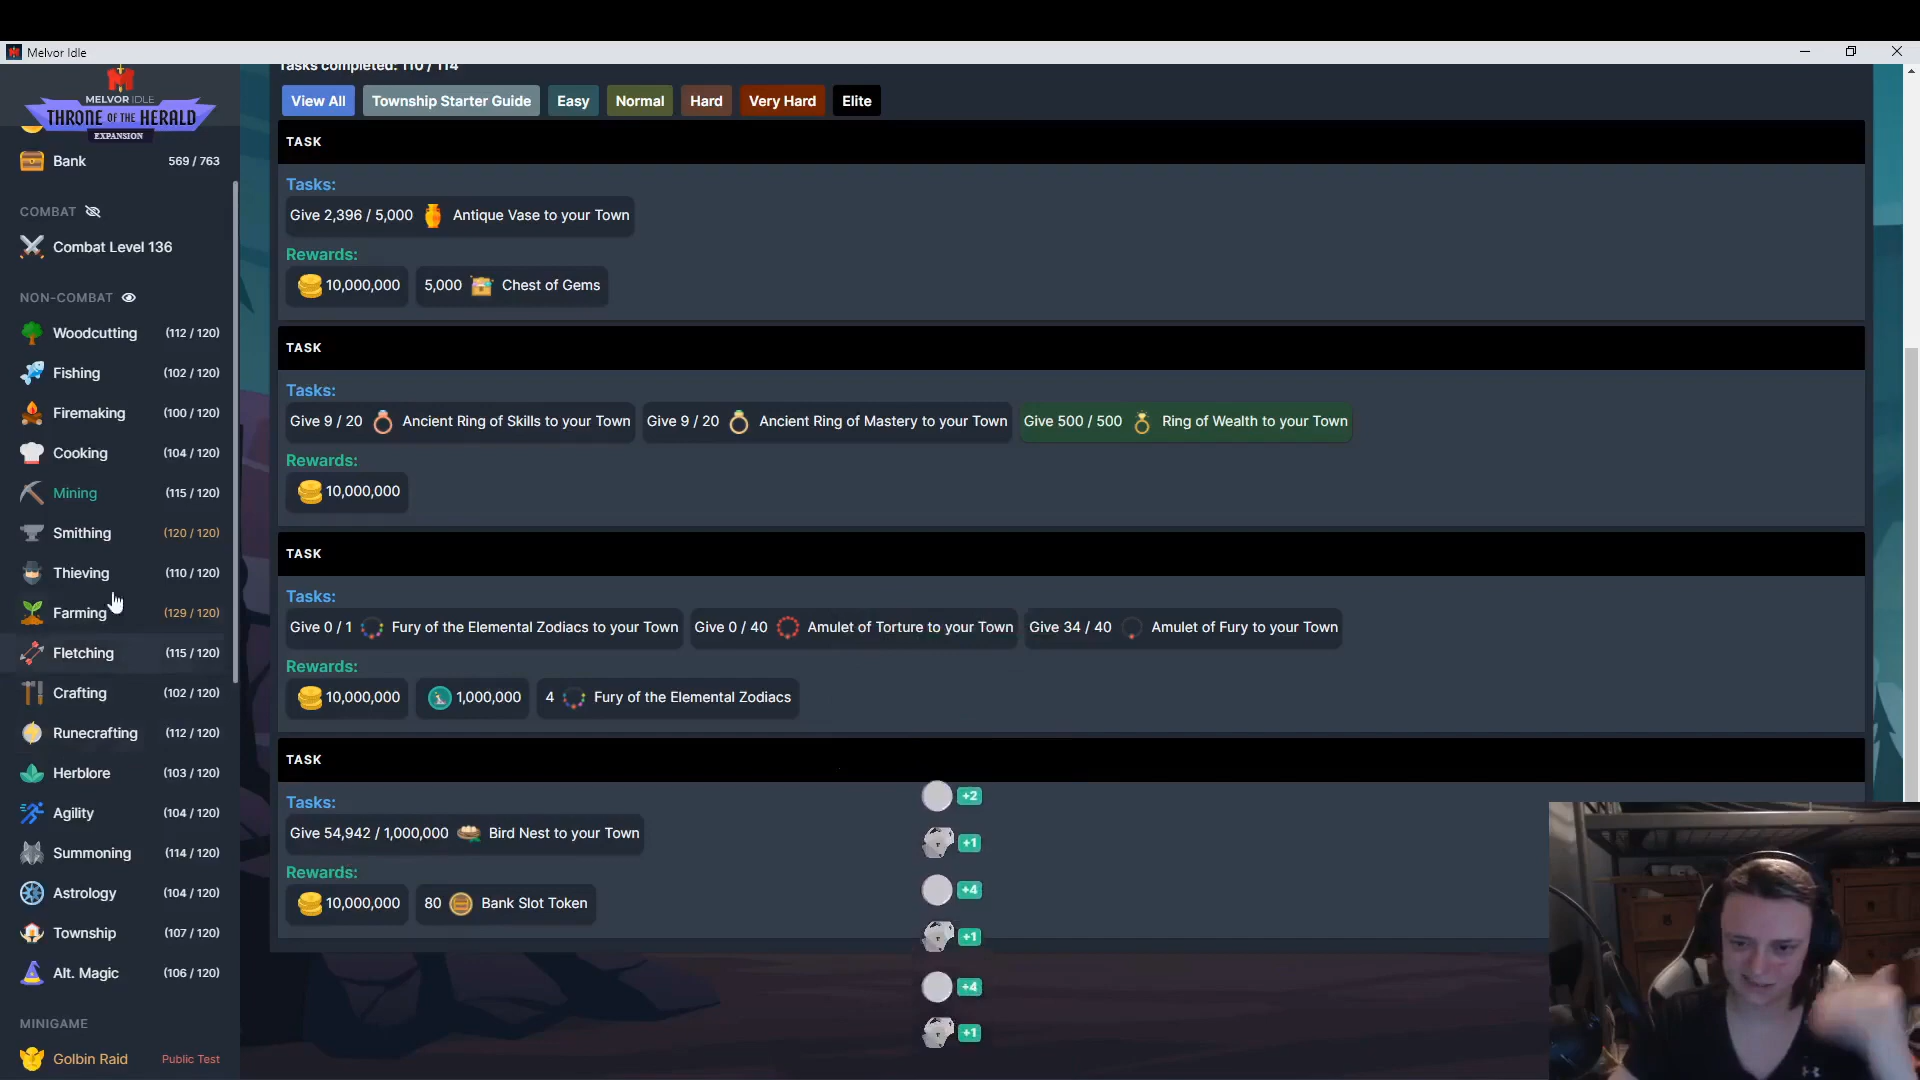 Melvor Idle
MELVOR IDLE
THRONE OF THE HERALD
EXPANSION
Bank 569 / 763
COMBAT
Combat Level 136
NON-COMBAT
Woodcutting (112 / 120)
Fishing (102 / 120)
Firemaking (100 / 120)
Cooking (104 / 120)
Mining (115 / 120)
Smithing (120 / 120)
Thieving (110 / 120)
Farming (129 / 120)
Fletching (115 / 120)
Crafting (102 / 120)
Runecrafting (112 / 120)
Herblore (103 / 120)
Agility (104 / 120)
Summoning (114 / 120)
Astrology (104 / 120)
Township (107 / 120)
Alt. Magic (106 / 120)
MINIGAME
Golbin Raid Public Test
Tasks completed: 110 / 114
View All Township Starter Guide Easy Normal Hard Very Hard Elite
TASK
Tasks:
Give 2,396 / 5,000 Antique Vase to your Town
Rewards:
10,000,000 5,000 Chest of Gems
TASK
Tasks:
Give 9 / 20 Ancient Ring of Skills to your Town Give 9 / 20 Ancient Ring of Mastery to your Town Give 500 / 500 Ring of Wealth to your Town
Rewards:
10,000,000
TASK
Tasks:
Give 0 / 1 Fury of the Elemental Zodiacs to your Town Give 0 / 40 Amulet of Torture to your Town Give 34 / 40 Amulet of Fury to your Town
Rewards:
10,000,000 1,000,000 4 Fury of the Elemental Zodiacs
TASK
Tasks:
Give 54,942 / 1,000,000 Bird Nest to your Town
Rewards:
10,000,000 80 Bank Slot Token
+2
+1
+4
+1
+4
+1